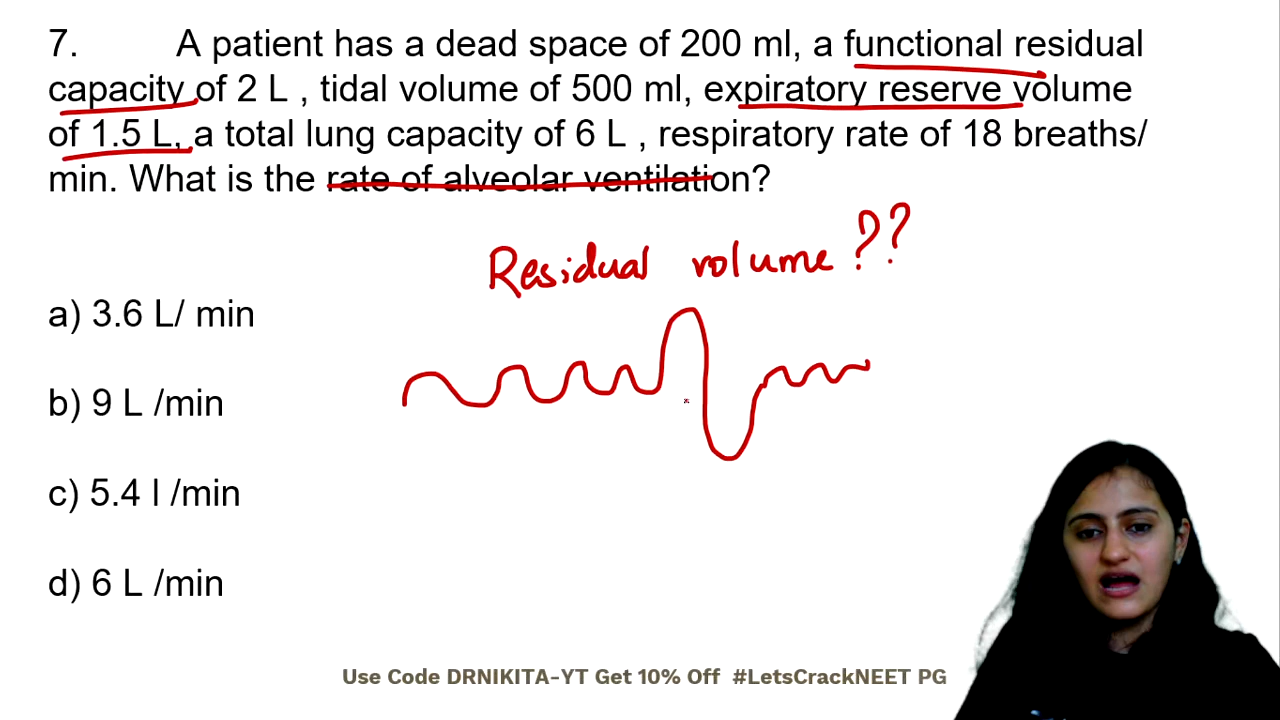 7. A patient has a dead space of 200 ml, a functional residual
capacity of 2 L , tidal volume of 500 ml, expiratory reserve volume
of 1.5 L, a total lung capacity of 6 L , respiratory rate of 18 breaths/
min. What is the rate of alveolar ventilation?
Residual volume ??
a) 3.6 L/ min
b) 9 L /min
c) 5.4 l /min
d) 6 L /min
Use Code DRNIKITA-YT Get 10% Off #LetsCrackNEET PG